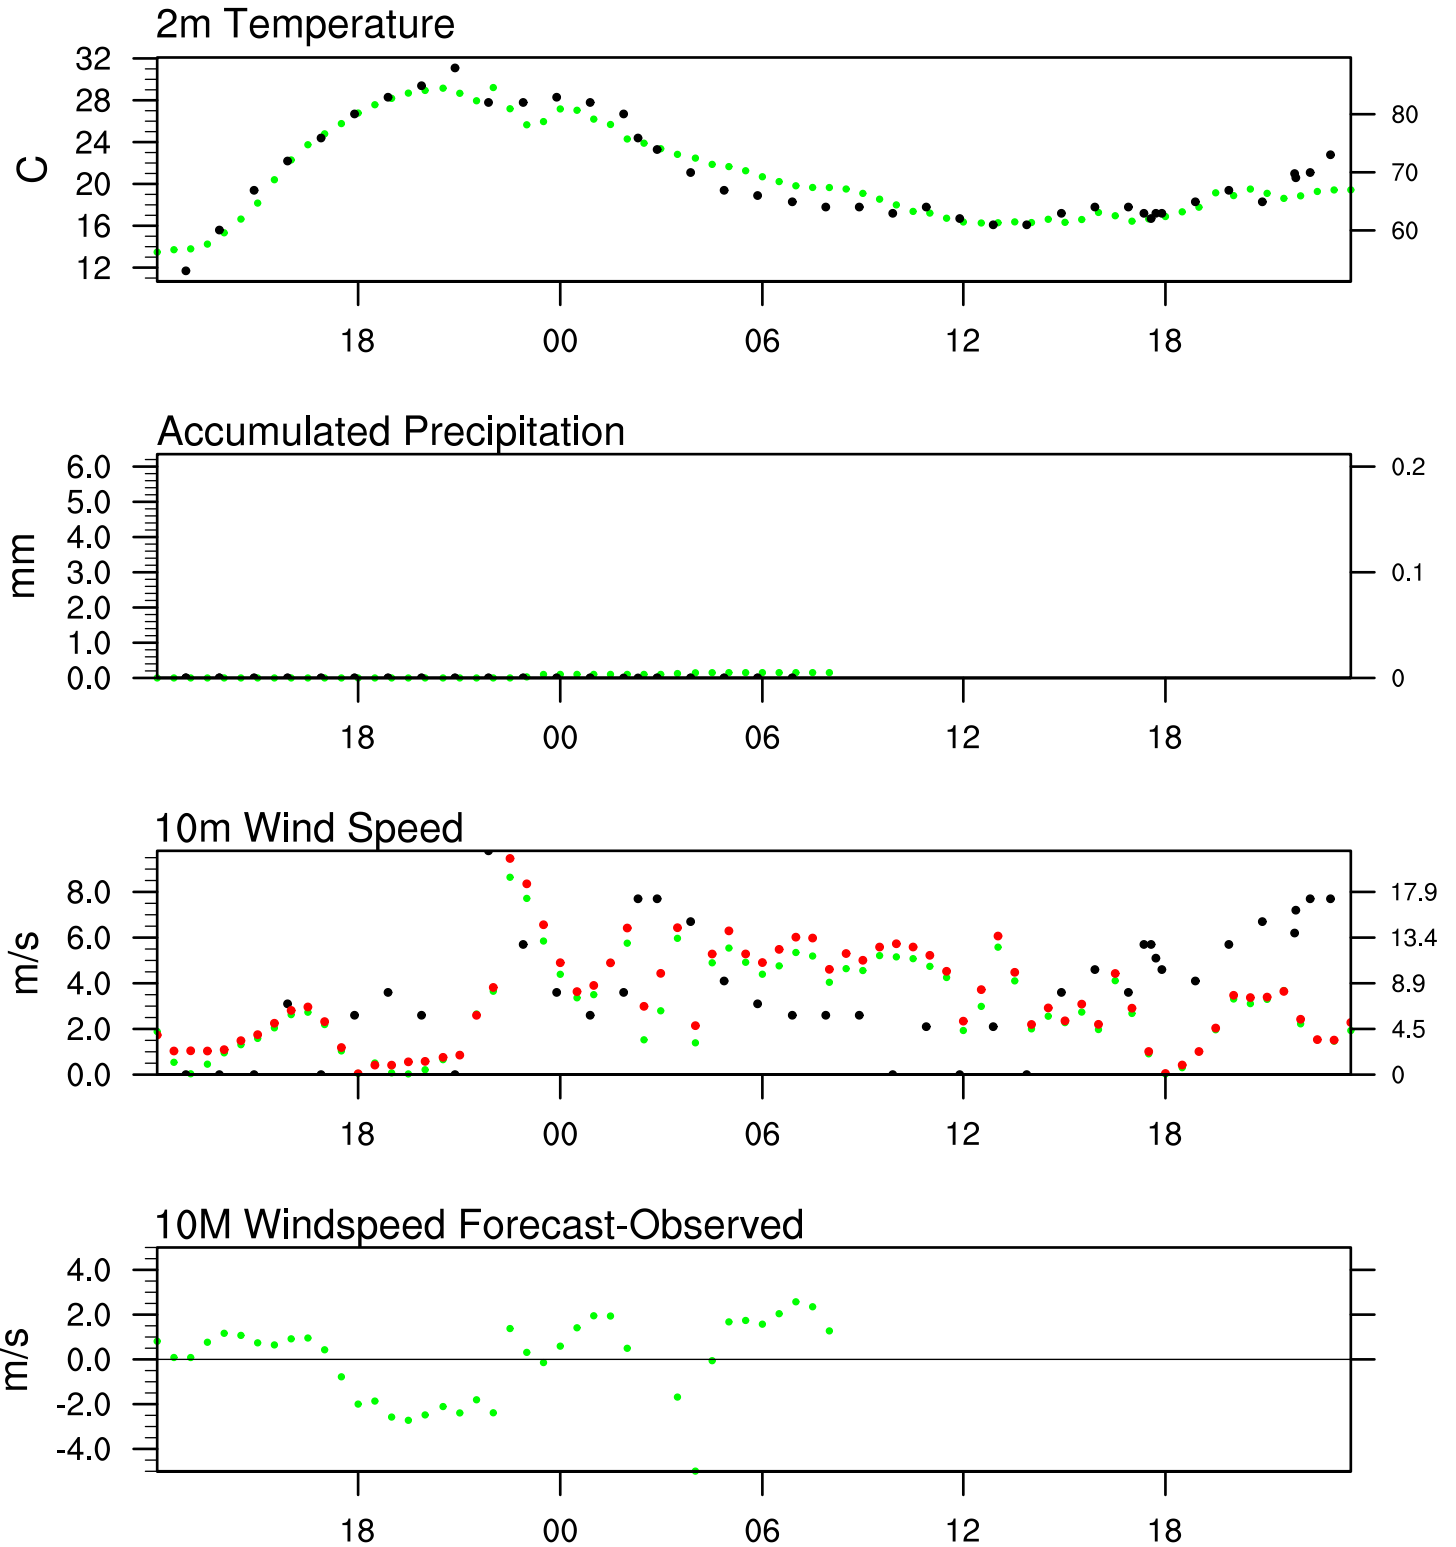 2m Temperature
32
28
24
20
16
12
C
80
70
60
18 00 06 12 18
Accumulated Precipitation
6.0
5.0
4.0
3.0
2.0
1.0
0.0
mm
0.2
0.1
0
18 00 06 12 18
10m Wind Speed
8.0
6.0
4.0
2.0
0.0
m/s
17.9
13.4
8.9
4.5
0
18 00 06 12 18
10M Windspeed Forecast-Observed
4.0
2.0
0.0
-2.0
-4.0
m/s
18 00 06 12 18